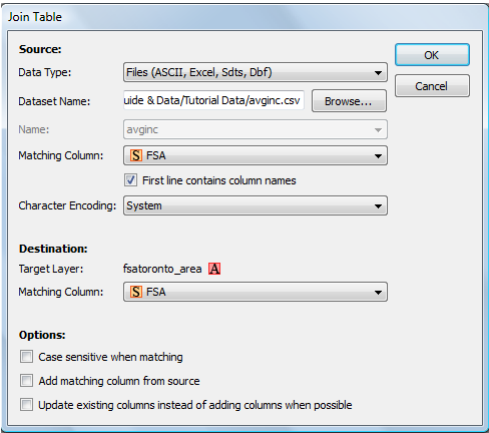 Join Table
Source:
OK
Data Type: Files (ASCII, Excel, Sdts, Dbf)
Cancel
Dataset Name: uide & Data/Tutorial Data/avginc.csv Browse...
Name: avginc
Matching Column: S FSA
First line contains column names
Character Encoding: System
Destination:
Target Layer: fsatoronto_area A
Matching Column: S FSA
Options:
Case sensitive when matching
Add matching column from source
Update existing columns instead of adding columns when possible